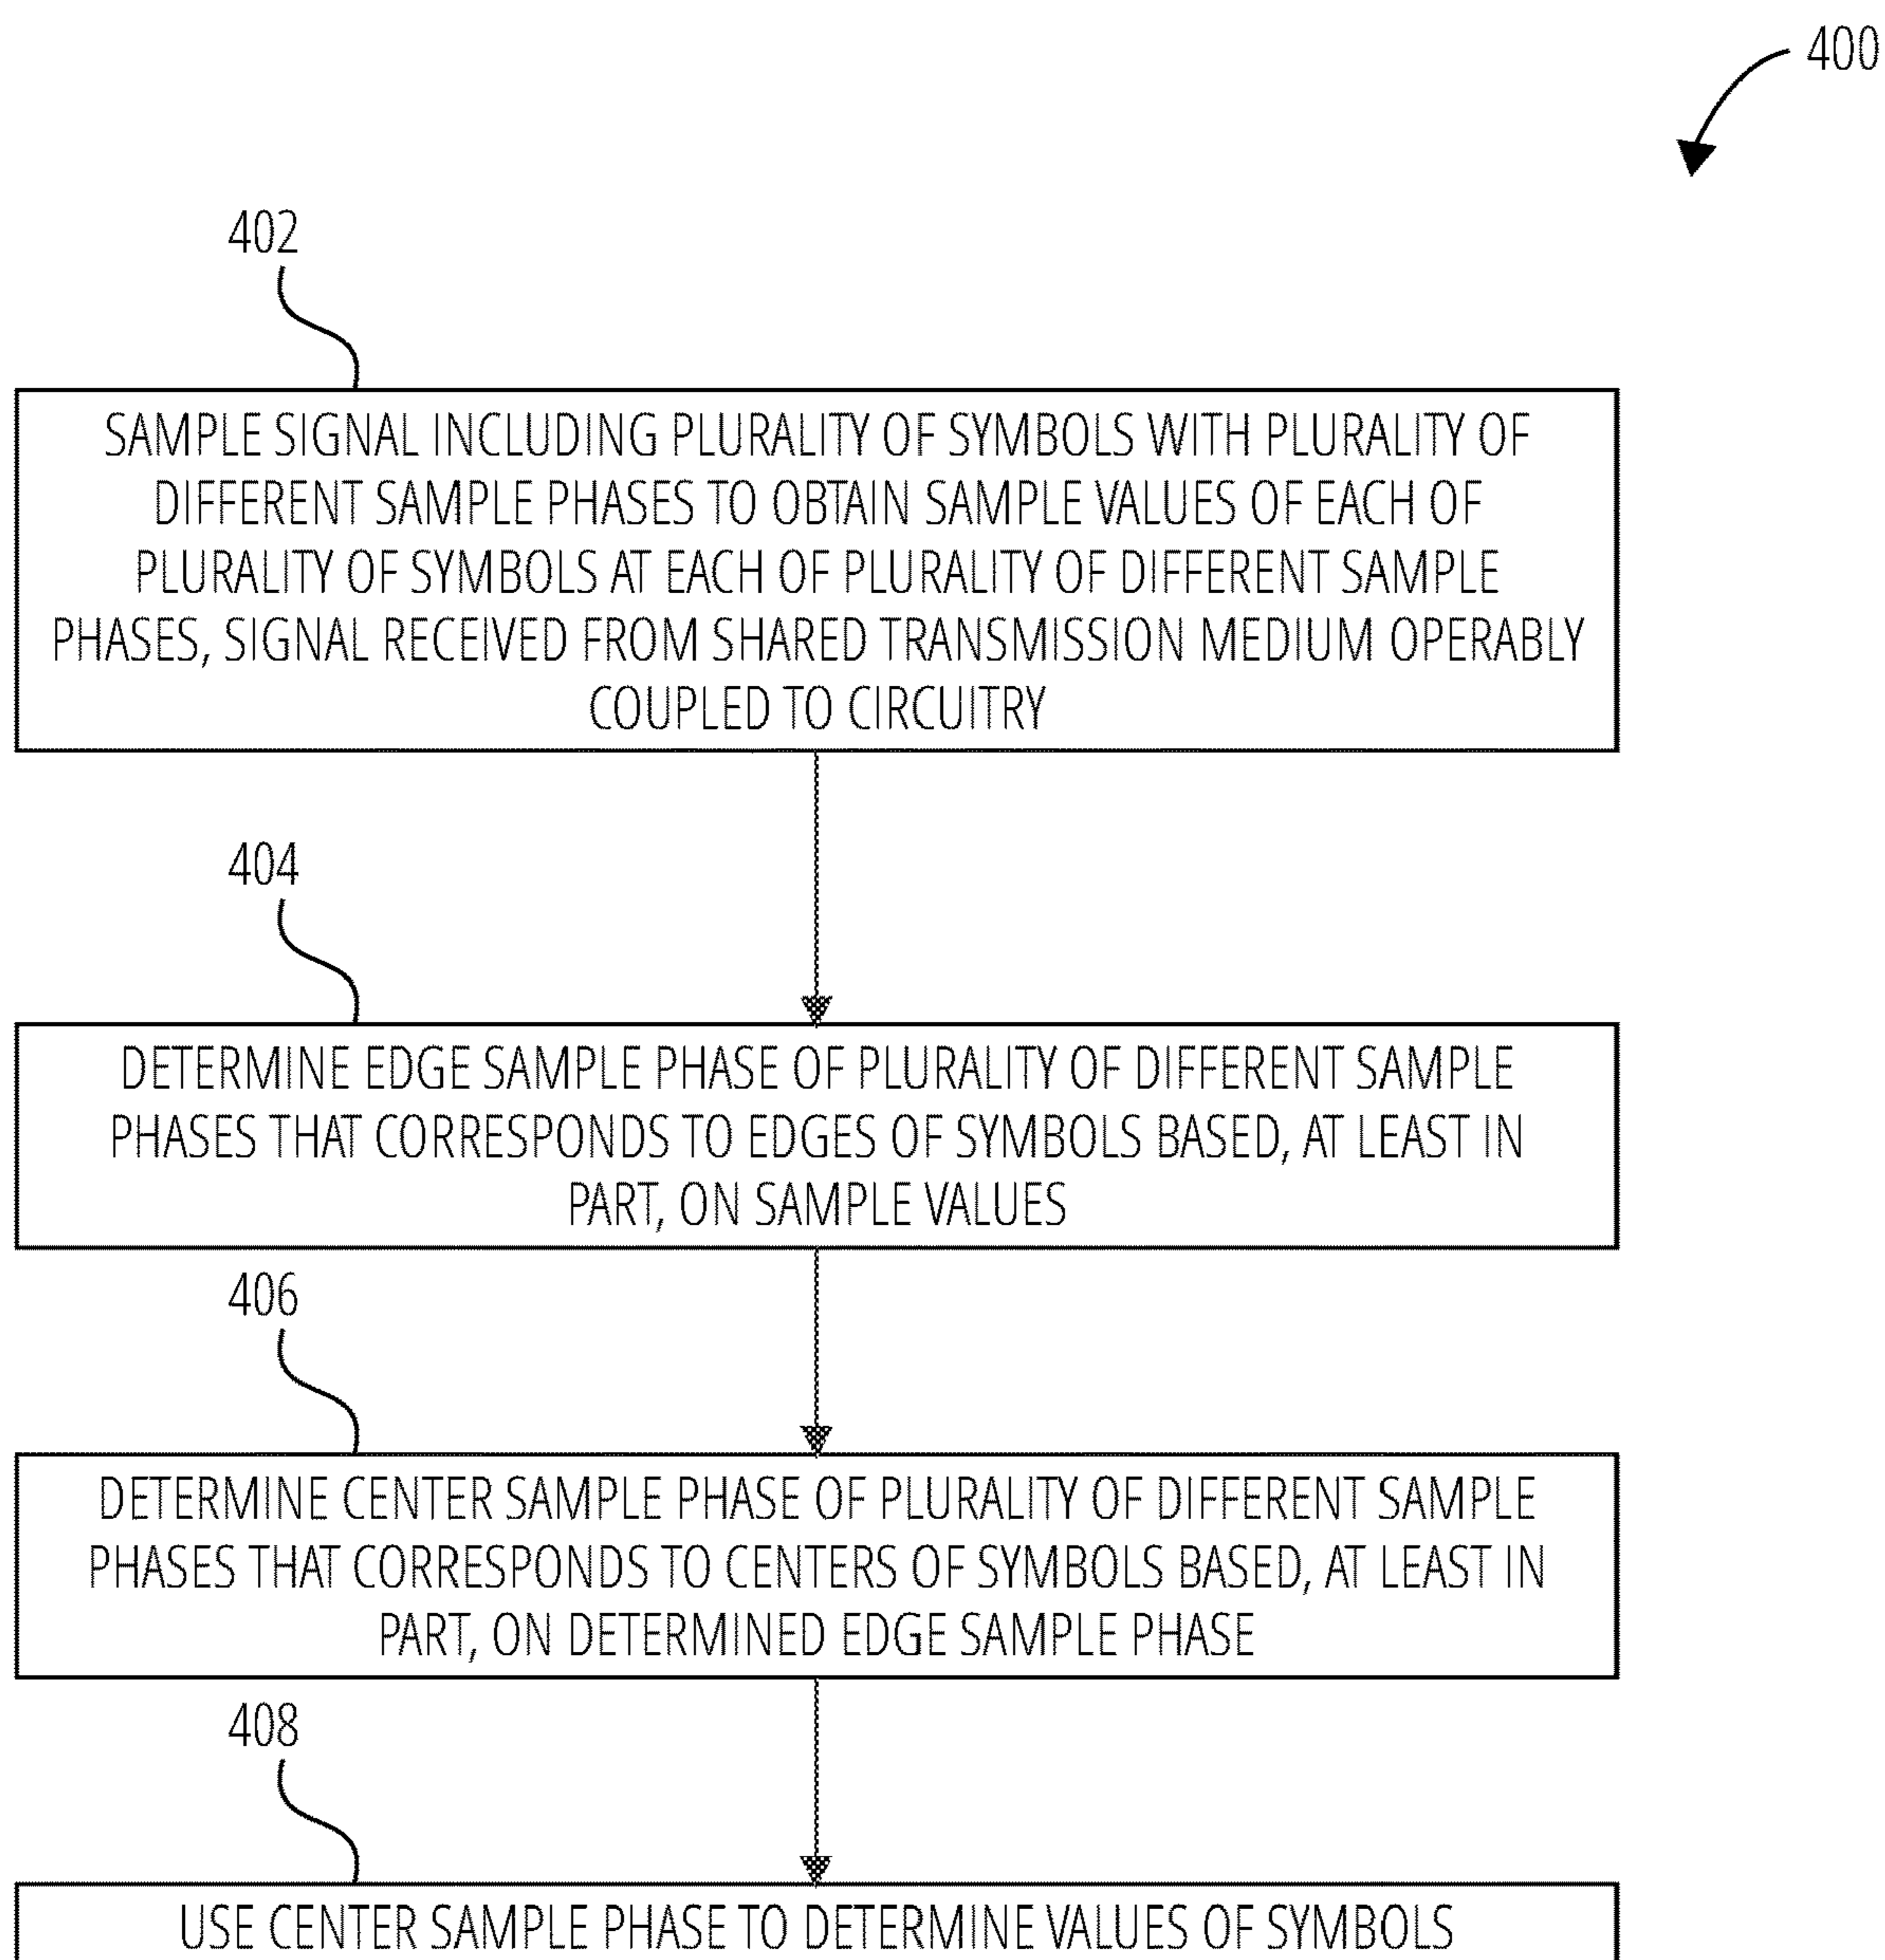 400
402
SAMPLE SIGNAL INCLUDING PLURALITY OF SYMBOLS WITH PLURALITY OF
DIFFERENT SAMPLE PHASES TO OBTAIN SAMPLE VALUES OF EACH OF
PLURALITY OF SYMBOLS AT EACH OF PLURALITY OF DIFFERENT SAMPLE
PHASES, SIGNAL RECEIVED FROM SHARED TRANSMISSION MEDIUM OPERABLY
COUPLED TO CIRCUITRY
404
DETERMINE EDGE SAMPLE PHASE OF PLURALITY OF DIFFERENT SAMPLE
PHASES THAT CORRESPONDS TO EDGES OF SYMBOLS BASED, AT LEAST IN
PART, ON SAMPLE VALUES
406
DETERMINE CENTER SAMPLE PHASE OF PLURALITY OF DIFFERENT SAMPLE
PHASES THAT CORRESPONDS TO CENTERS OF SYMBOLS BASED, AT LEAST IN
PART, ON DETERMINED EDGE SAMPLE PHASE
408
USE CENTER SAMPLE PHASE TO DETERMINE VALUES OF SYMBOLS